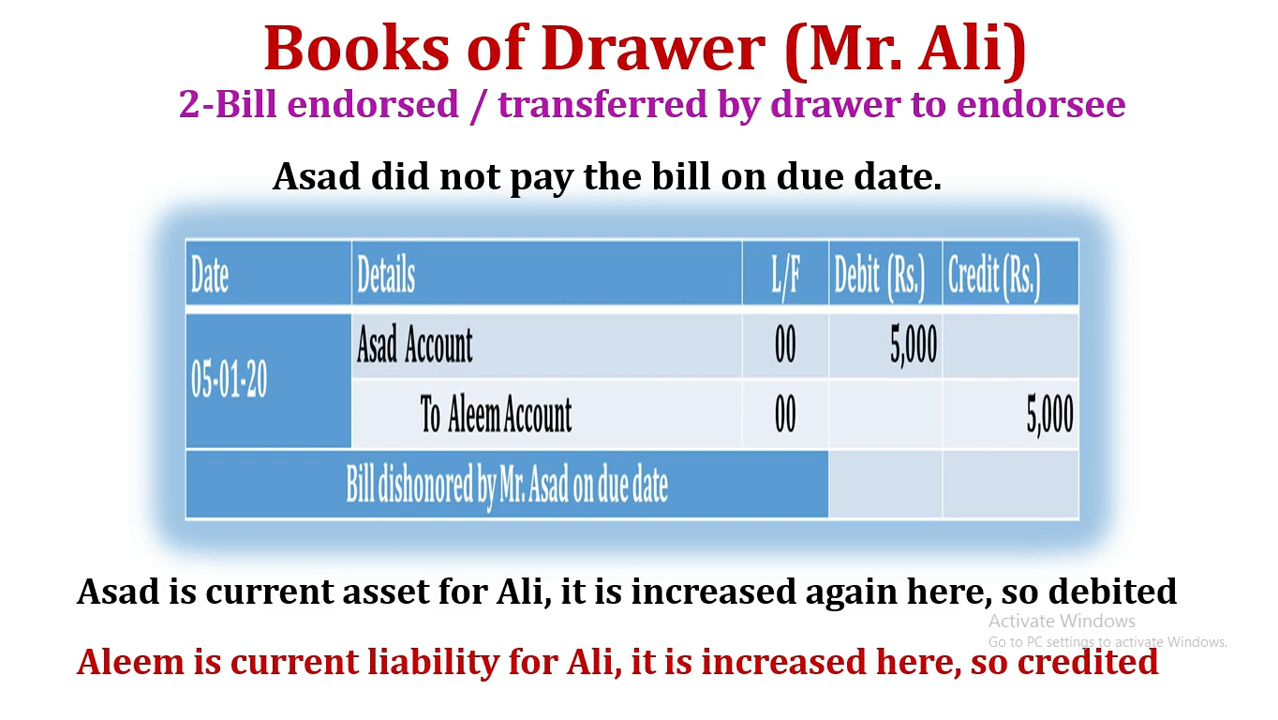 Books of Drawer (Mr. Ali)
2-Bill endorsed / transferred by drawer to endorsee
Asad did not pay the bill on due date.
Date Details L/F Debit (Rs.) Credit (Rs.)
05-01-20 Asad Account 00 5,000
To Aleem Account 00 5,000
Bill dishonored by Mr. Asad on due date
Asad is current asset for Ali, it is increased again here, so debited
Activate Windows
Go to PC settings to activate Windows.
Aleem is current liability for Ali, it is increased here, so credited